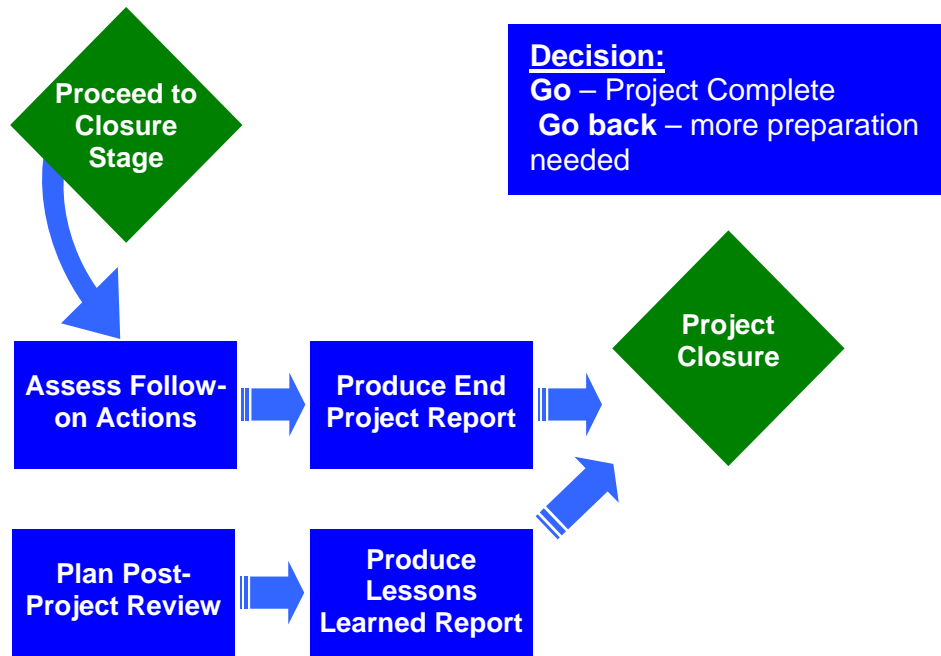 Proceed to
Closure
Stage
Decision:
Go – Project Complete
Go back – more preparation
needed
Project
Closure
Assess Follow-
on Actions
Produce End
Project Report
Plan Post-
Project Review
Produce
Lessons
Learned Report